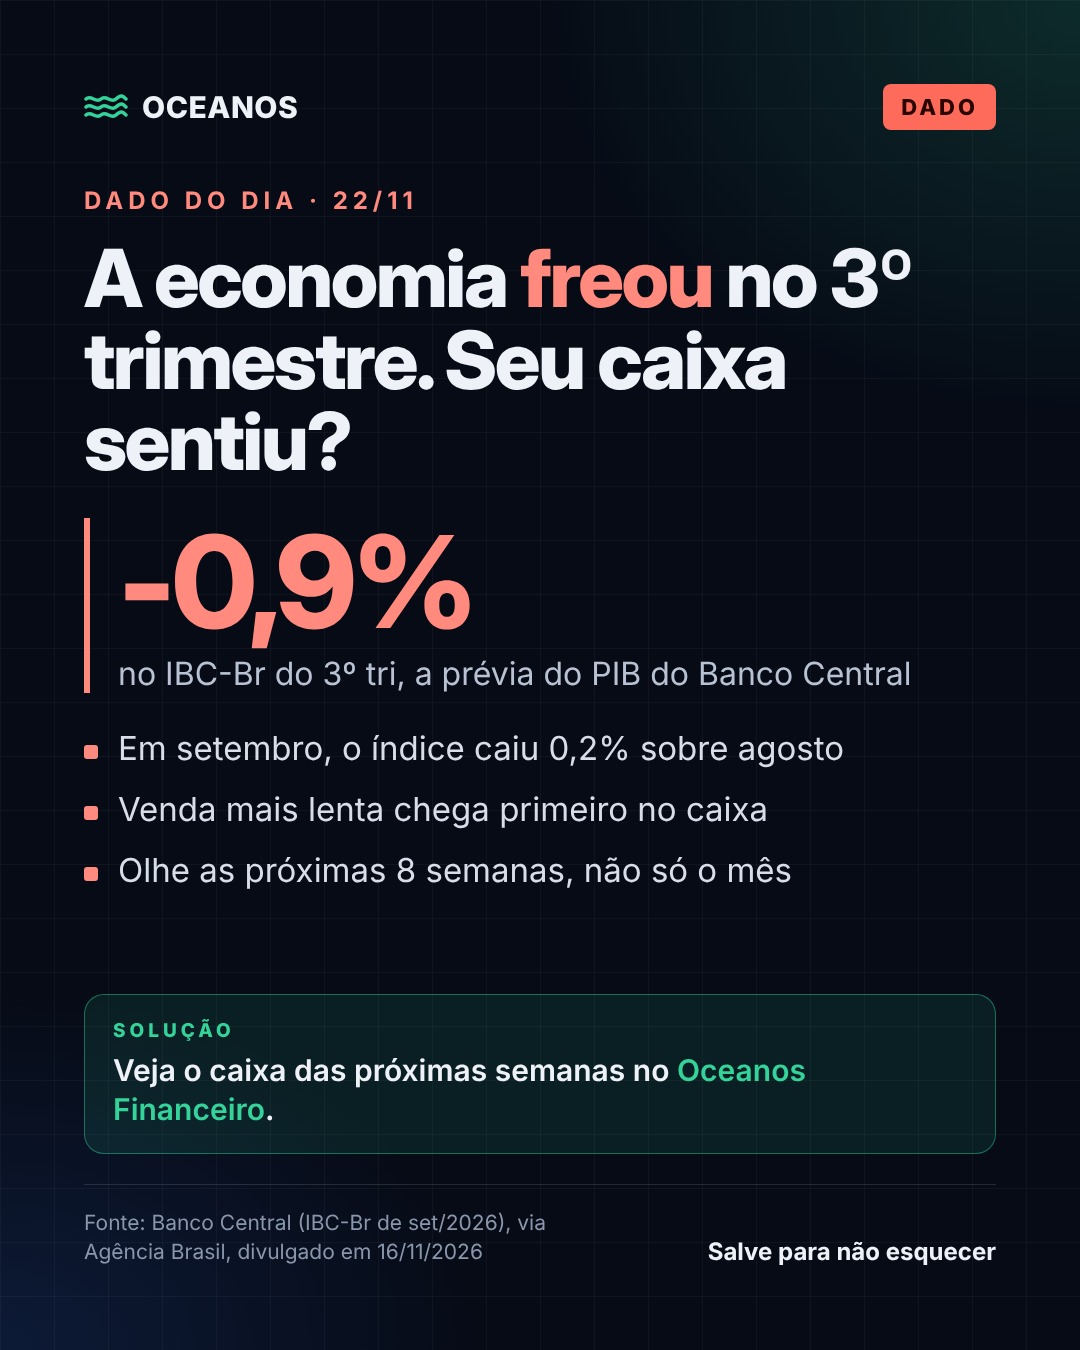 OCEANOS
DADO
DADO DO DIA · 22/11
A economia freou no 3º
trimestre. Seu caixa
sentiu?
-0,9%
no IBC-Br do 3º tri, a prévia do PIB do Banco Central
Em setembro, o índice caiu 0,2% sobre agosto
Venda mais lenta chega primeiro no caixa
Olhe as próximas 8 semanas, não só o mês
SOLUÇÃO
Veja o caixa das próximas semanas no Oceanos
Financeiro.
Fonte: Banco Central (IBC-Br de set/2026), via
Agência Brasil, divulgado em 16/11/2026
Salve para não esquecer